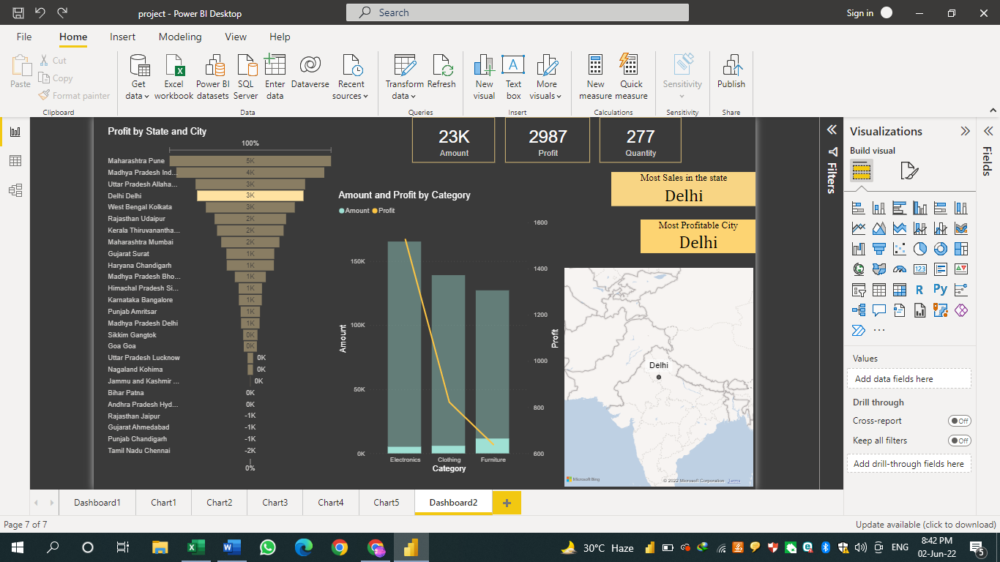 project - Power BI Desktop
Search
Sign in
File Home Insert Modeling View Help
Paste
Cut
Copy
Format painter
Clipboard
Get data
Excel workbook
Power BI datasets
SQL Server
Enter data
Dataverse
Recent sources
Data
Transform data
Refresh
Queries
New visual
Text box
More visuals
Insert
New measure
Quick measure
Calculations
Sensitivity
Sensitivity
Publish
Share
Profit by State and City
100%
Maharashtra Pune 5K
Madhya Pradesh Ind... 4K
Uttar Pradesh Allaha... 3K
Delhi Delhi 3K
West Bengal Kolkata 3K
Rajasthan Udaipur 2K
Kerala Thiruvanantha... 2K
Maharashtra Mumbai 2K
Gujarat Surat 1K
Haryana Chandigarh 1K
Madhya Pradesh Bho... 1K
Himachal Pradesh Si... 1K
Karnataka Bangalore 1K
Punjab Amritsar 1K
Madhya Pradesh Delhi 1K
Sikkim Gangtok 0K
Goa Goa 0K
Uttar Pradesh Lucknow 0K
Nagaland Kohima 0K
Jammu and Kashmir ... 0K
Bihar Patna 0K
Andhra Pradesh Hyd... 0K
Rajasthan Jaipur -1K
Gujarat Ahmedabad -1K
Punjab Chandigarh -1K
Tamil Nadu Chennai -2K
0%
23K
Amount
2987
Profit
277
Quantity
Most Sales in the state
Delhi
Most Profitable City
Delhi
Amount and Profit by Category
Amount Profit
150K
100K
50K
0K
Amount
1600
1400
1200
1000
800
600
Profit
Electronics Clothing Furniture
Category
Delhi
Microsoft Bing
© 2022 Microsoft Corporation Terms
Filters
Visualizations
Build visual
123
R
Py
Values
Add data fields here
Drill through
Cross-report Off
Keep all filters Off
Add drill-through fields here
Fields
Dashboard1 Chart1 Chart2 Chart3 Chart4 Chart5 Dashboard2
Page 7 of 7
Update available (click to download)
30°C Haze
ENG
8:42 PM
02-Jun-22
5